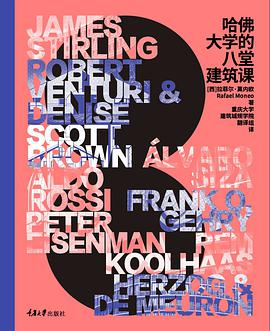 JAMES
STIRLING
ROBERT
VENTURI &
DENISE
SCOTT
BROWN ÁLVARO
SIZA
ALDO
ROSSI
FRANK O.
GEHRY
PETER
EISENMAN
REM
KOOLHAAS
HERZOG &
DE MEURON
哈佛
大学的
八堂
建筑课
[西]拉菲尔·莫内欧
Rafael Moneo
著
重庆大学
建筑城规学院
翻译组
译
重庆大学出版社